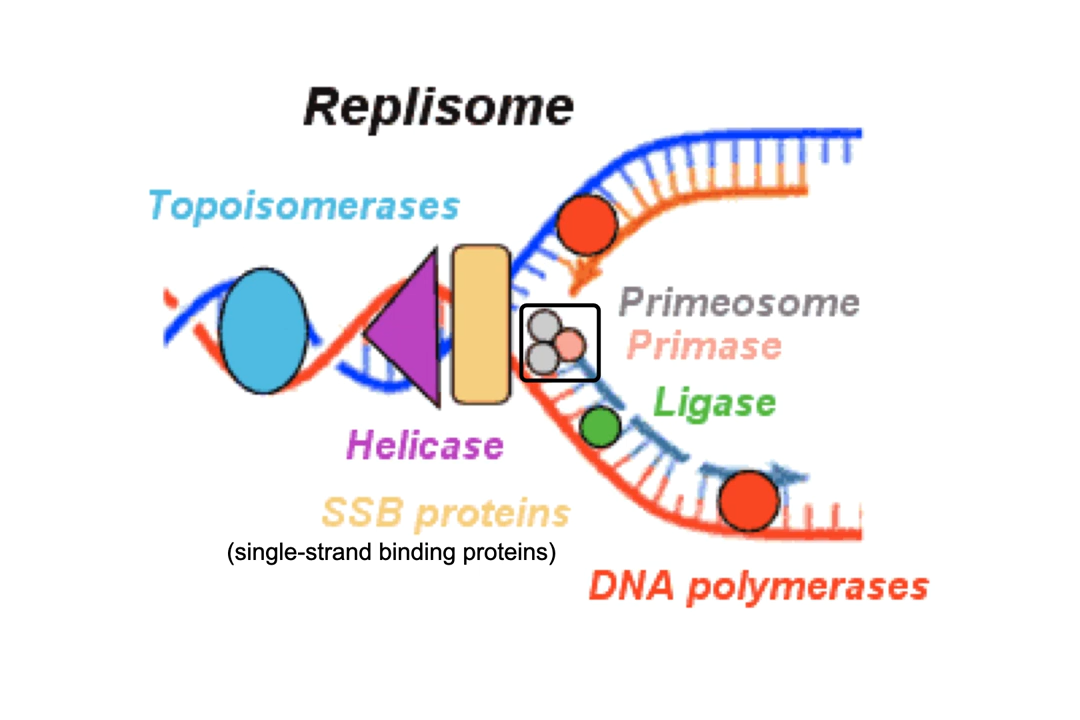 Replisome
Topoisomerases
Primeosome
Primase
Ligase
Helicase
SSB proteins
(single-strand binding proteins)
DNA polymerases